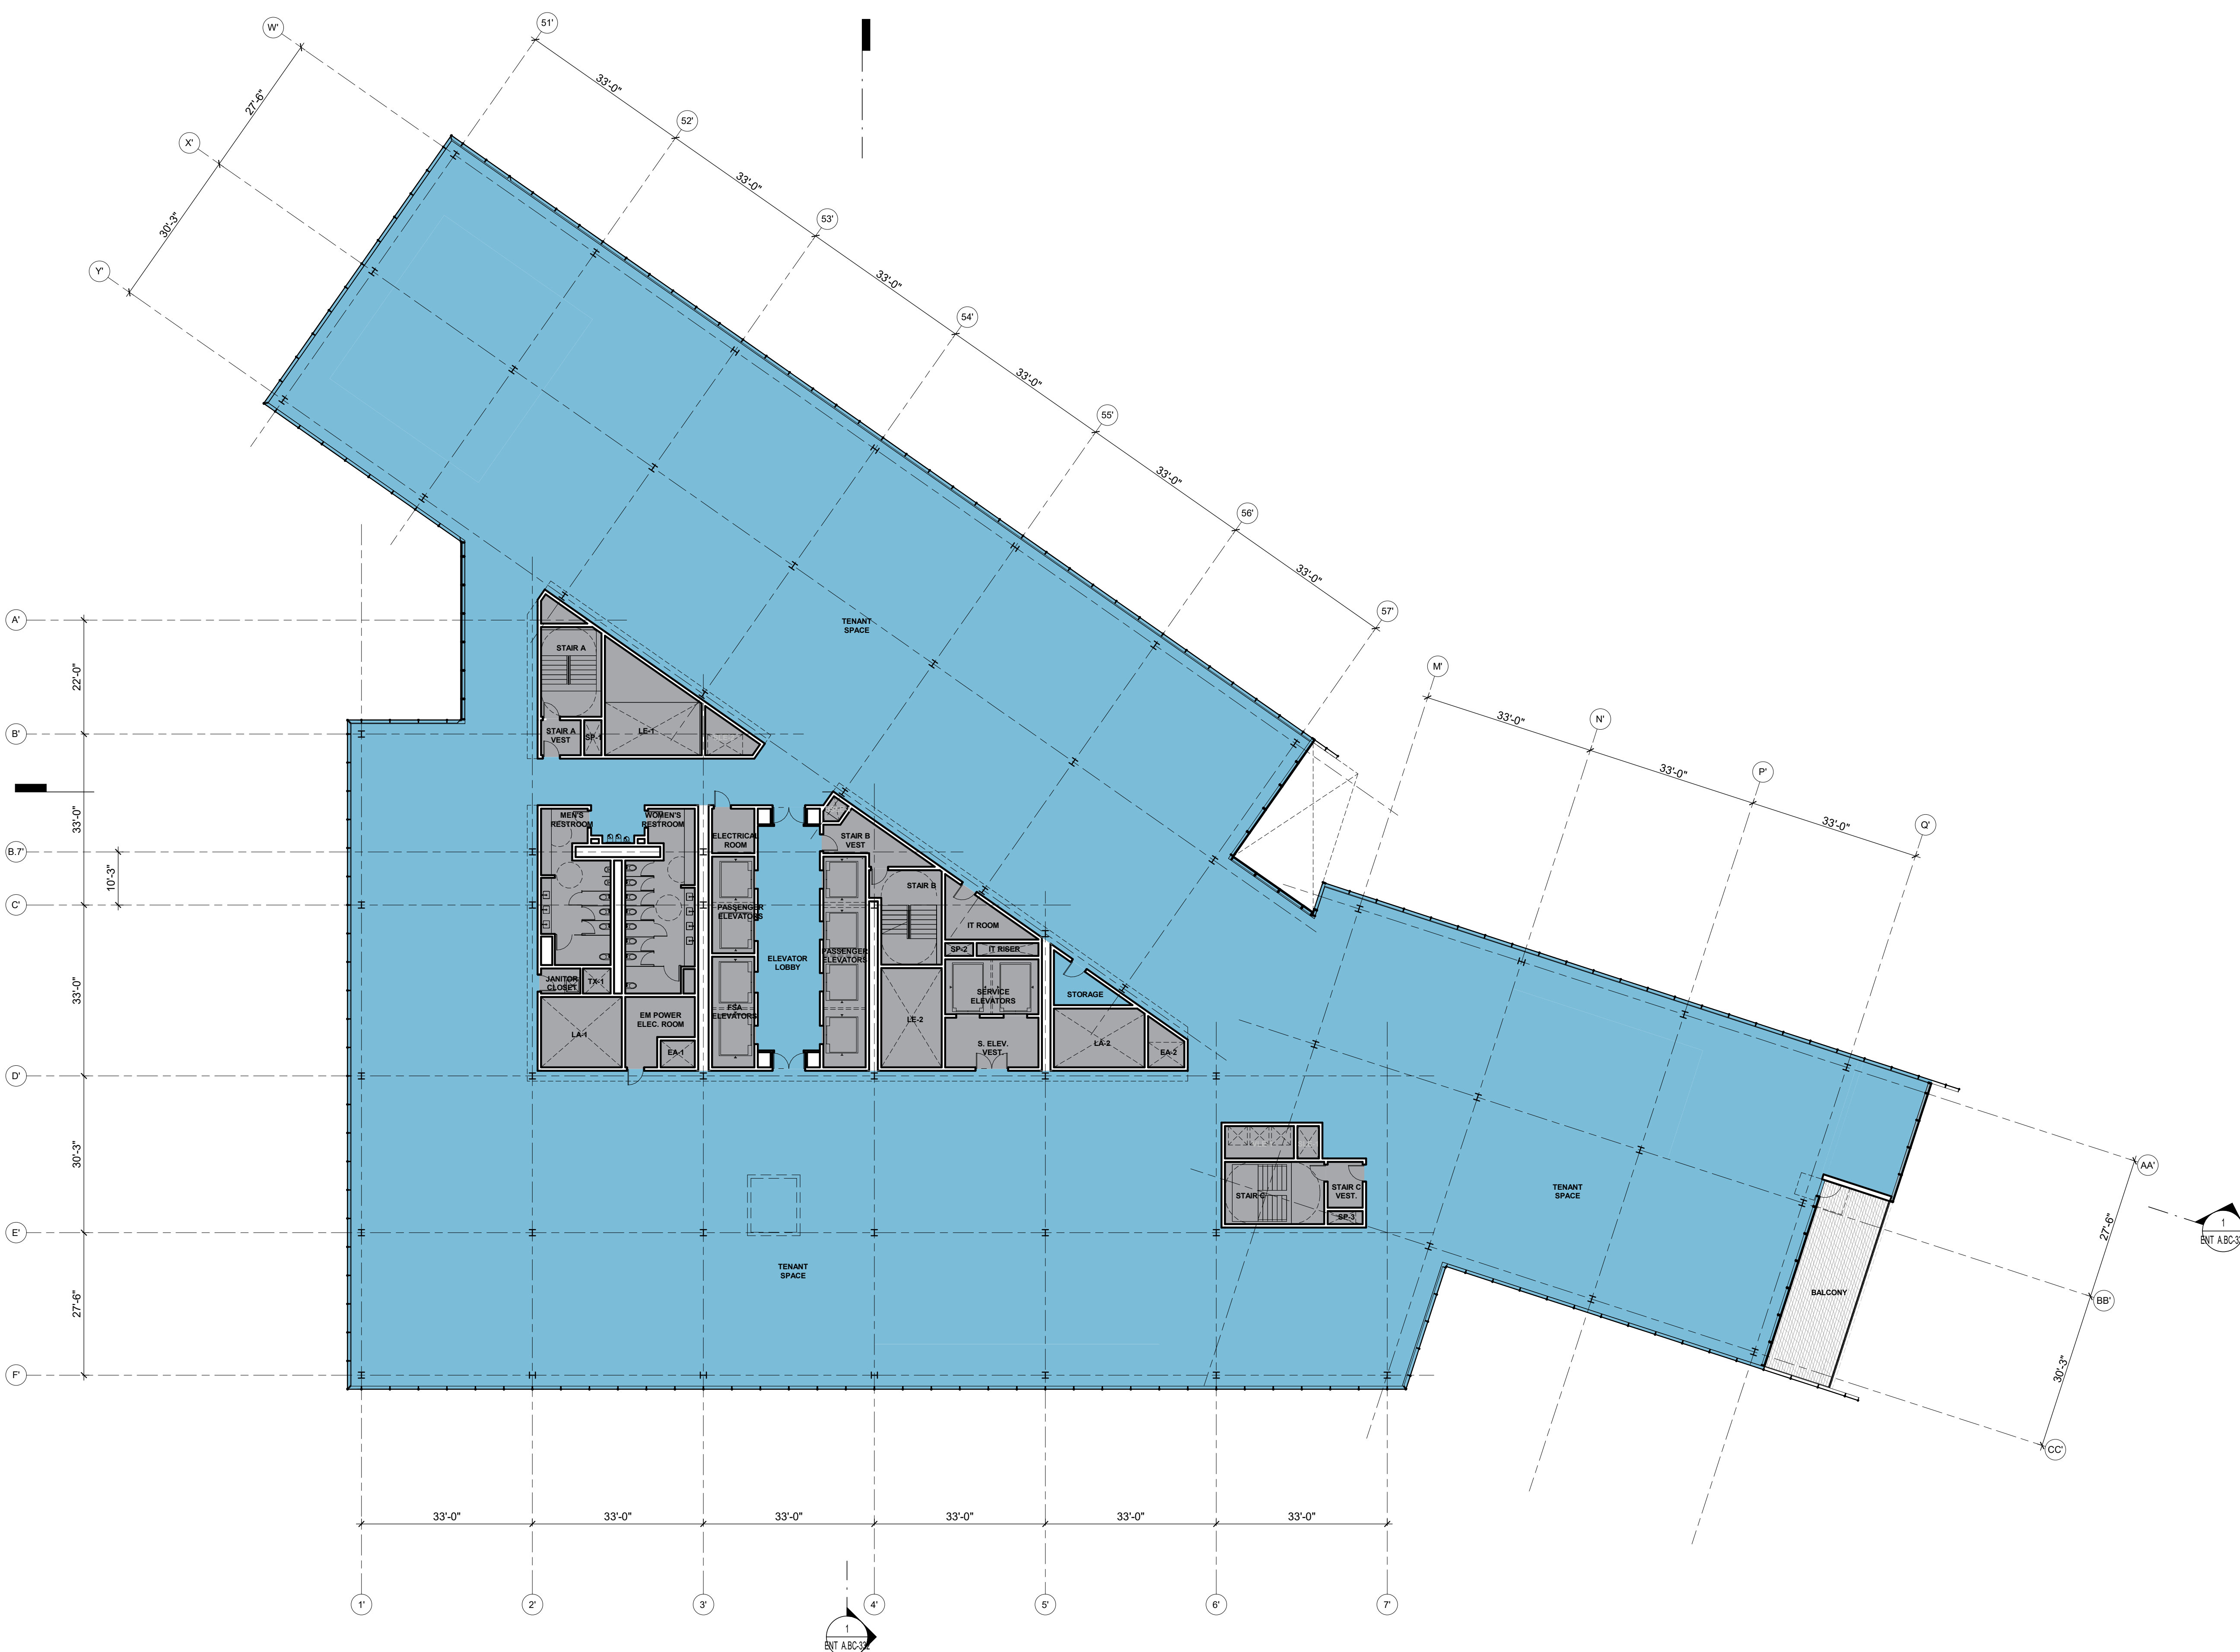 W'
51'
27'-6"
33'-0"
X'
52'
33'-0"
30'-3"
53'
33'-0"
Y'
54'
33'-0"
55'
33'-0"
56'
33'-0"
57'
A'
TENANT
SPACE
STAIR A
22'-0"
M'
33'-0"
N'
B'
STAIR A
VEST
SP-1
LE-1
33'-0"
P'
33'-0"
Q'
33'-0"
MEN'S
RESTROOM
WOMEN'S
RESTROOM
ELECTRICAL
ROOM
STAIR B
VEST
B.7'
10'-3"
STAIR B
C'
PASSENGER
ELEVATORS
IT ROOM
SP-2
IT RISER
PASSENGER
ELEVATORS
ELEVATOR
LOBBY
33'-0"
JANITOR
CLOSET
TX-1
SERVICE
ELEVATORS
STORAGE
FSA
ELEVATORS
EM POWER
ELEC. ROOM
LE-2
LA-1
EA-1
S. ELEV.
VEST.
LA-2
EA-2
D'
30'-3"
STAIR C
STAIR C
VEST.
SP-3
TENANT
SPACE
AA'
27'-6"
1
ENT A.BC-33
E'
TENANT
SPACE
BALCONY
BB'
27'-6"
30'-3"
F'
CC'
33'-0"
33'-0"
33'-0"
33'-0"
33'-0"
33'-0"
1'
2'
3'
4'
5'
6'
7'
1
ENT A.BC-332